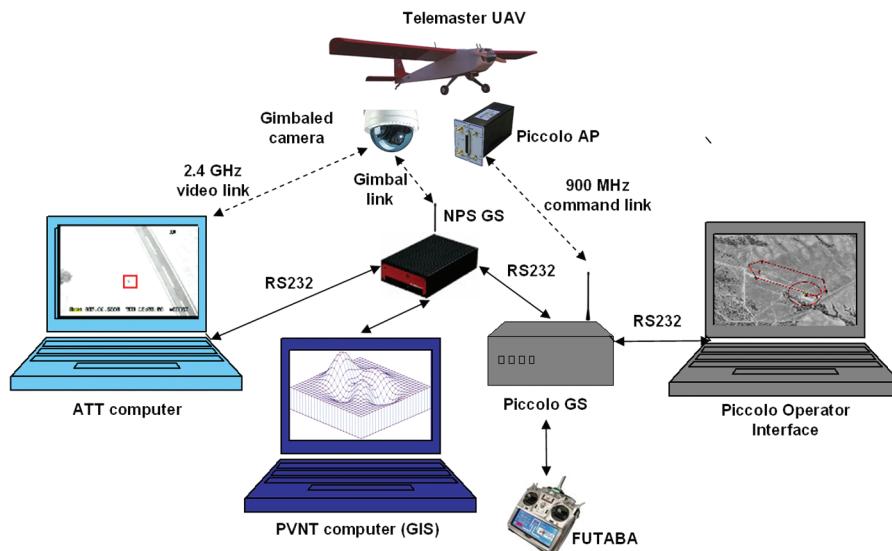 Telemaster UAV
Gimbaled
camera
Piccolo AP
2.4 GHz
video link
Gimbal
link
900 MHz
command link
NPS GS
RS232
RS232
RS232
ATT computer
Piccolo GS
Piccolo Operator
Interface
PVNT computer (GIS)
FUTABA